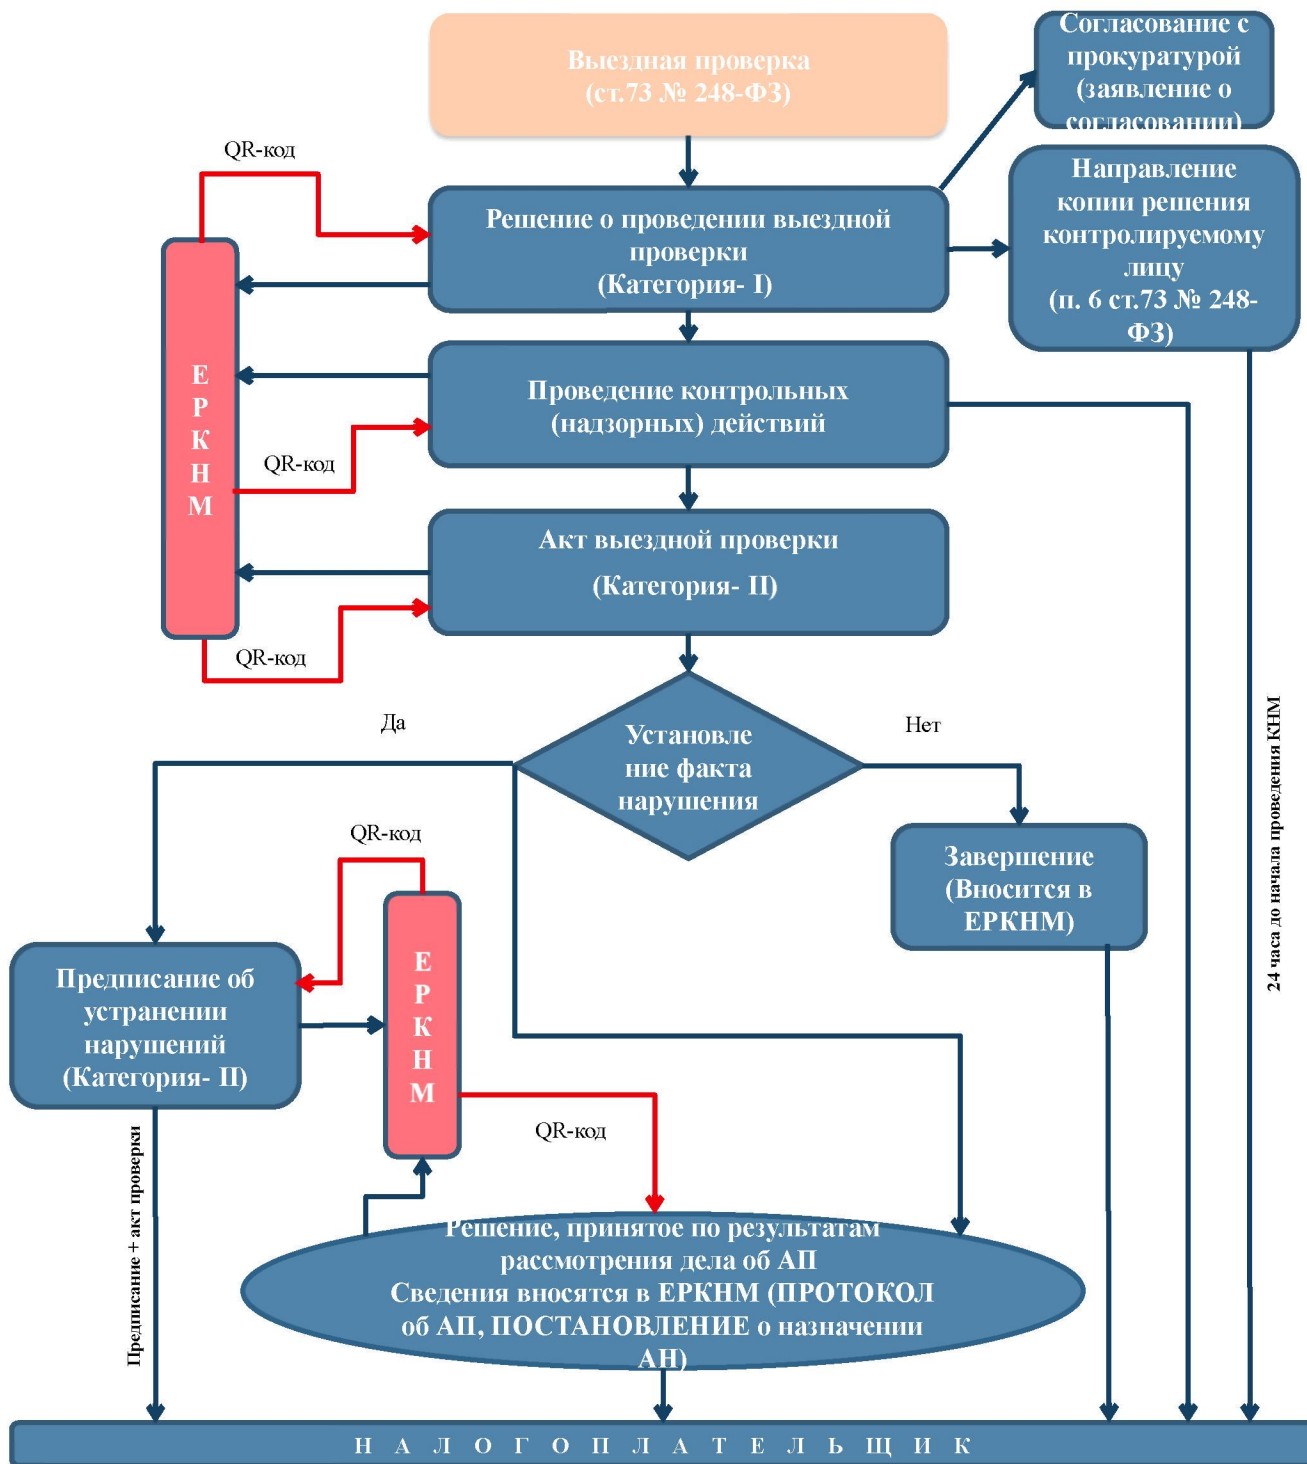 Выездная проверка
(ст.73 № 248-ФЗ)
Согласование с
прокуратурой
(заявление о
согласовании)
QR-код
Решение о проведении выездной
проверки
(Категория- I)
Направление
копии решения
контролируемому
лицу
(п. 6 ст.73 № 248-
ФЗ)
Е
Р
К
Н
М
Проведение контрольных
(надзорных) действий
QR-код
Акт выездной проверки
(Категория- II)
QR-код
Да
Установле
ние факта
нарушения
Нет
24 часа до начала проведения КНМ
QR-код
Завершение
(Вносится в
ЕРКНМ)
Предписание об
устранении
нарушений
(Категория- II)
Е
Р
К
Н
М
QR-код
Предписание + акт проверки
Решение, принятое по результатам
рассмотрения дела об АП
Сведения вносятся в ЕРКНМ (ПРОТОКОЛ
об АП, ПОСТАНОВЛЕНИЕ о назначении
АН)
Н А Л О Г О П Л А Т Е Л Ь Щ И К